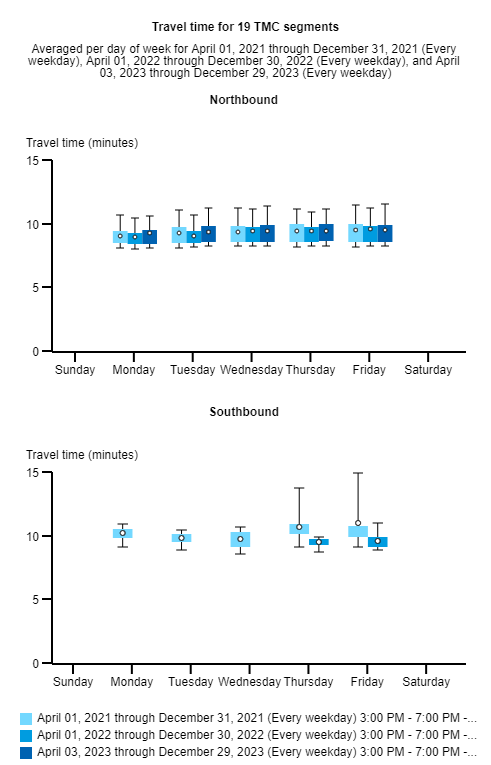 Travel time for 19 TMC segments
Averaged per day of week for April 01, 2021 through December 31, 2021 (Every
weekday), April 01, 2022 through December 30, 2022 (Every weekday), and April
03, 2023 through December 29, 2023 (Every weekday)
Northbound
Travel time (minutes)
15
10
5
0
Sunday Monday Tuesday Wednesday Thursday Friday Saturday
Southbound
Travel time (minutes)
15
10
5
0
Sunday Monday Tuesday Wednesday Thursday Friday Saturday
April 01, 2021 through December 31, 2021 (Every weekday) 3:00 PM - 7:00 PM -...
April 01, 2022 through December 30, 2022 (Every weekday) 3:00 PM - 7:00 PM -...
April 03, 2023 through December 29, 2023 (Every weekday) 3:00 PM - 7:00 PM -...